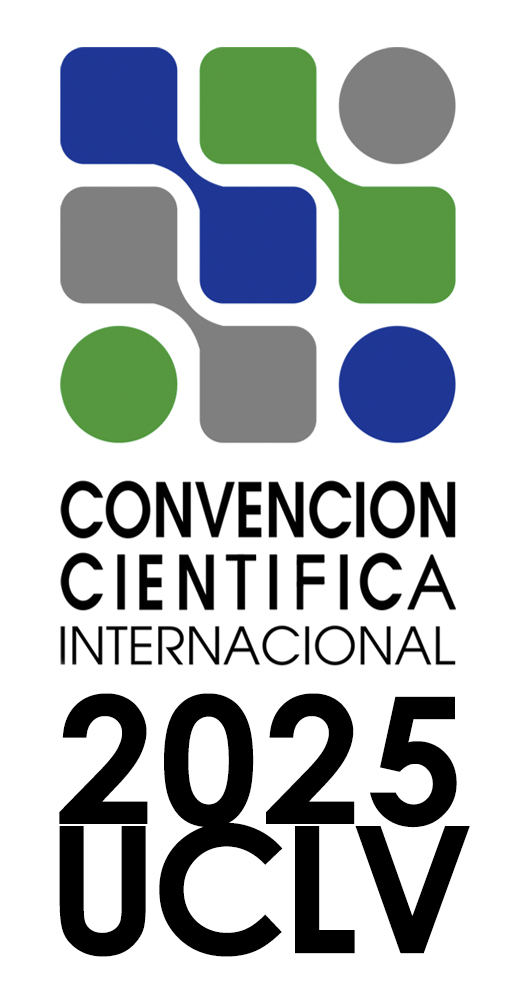 CONVENCION
CIENTIFICA
INTERNACIONAL
2025
UCLV